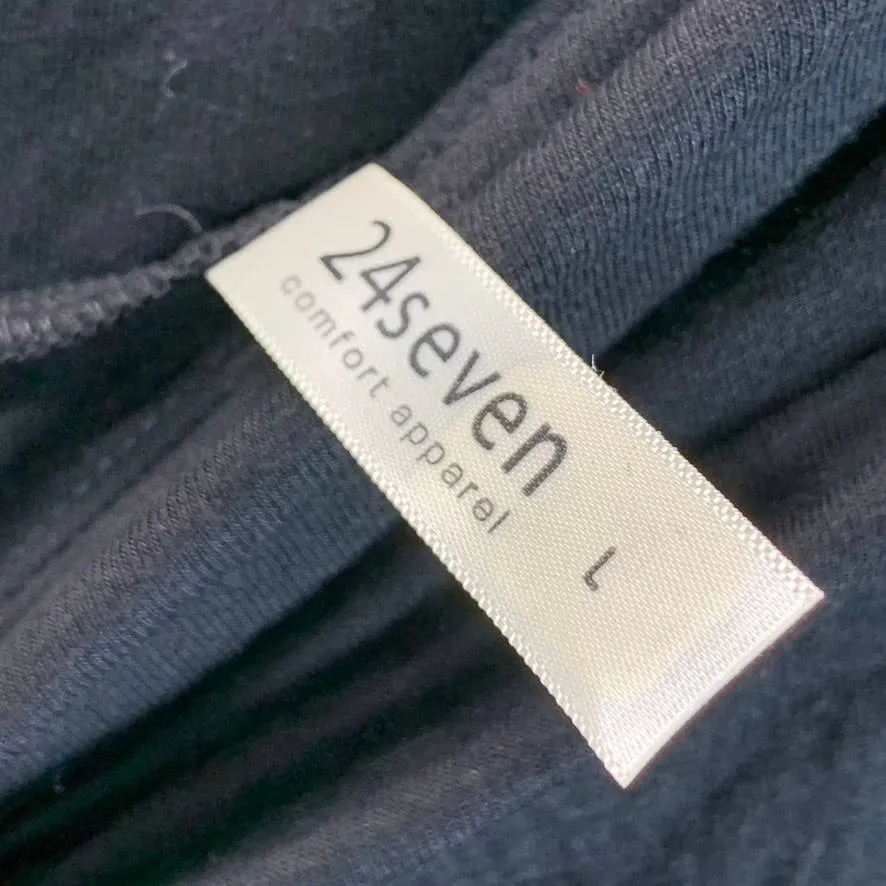 24seven
comfort apparel
L